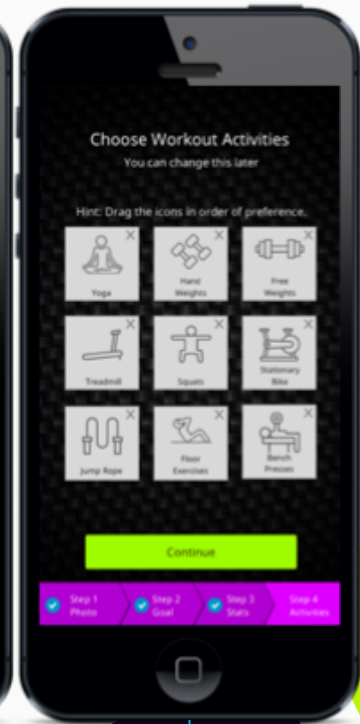 Choose Workout Activities
You can change this later
Hint: Drag the icons in order of preference.
X
X
X
Yoga
Hand
Weights
Free
Weights
X
X
X
Treadmill
Squats
Stationary
Bike
X
X
X
Jump Rope
Floor
Exercises
Bench
Presses
Continue
Step 1
Photo
Step 2
Goal
Step 3
Stats
Step 4
Activities